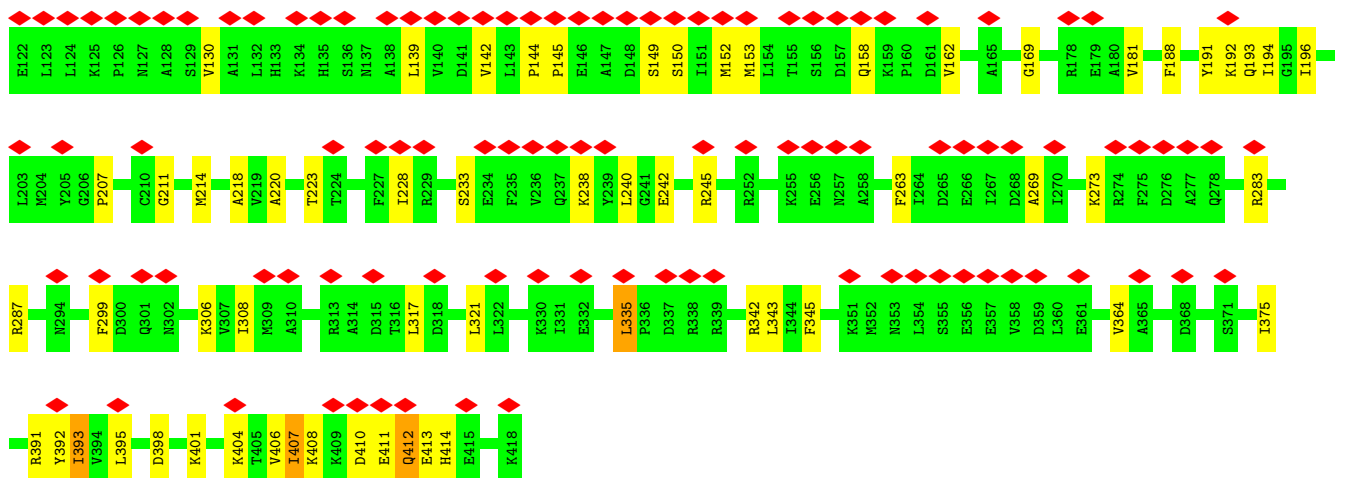 E122 L123 L124 K125 P126 N127 A128 S129 V130 A131 L132 H133 K134 H135 S136 N137 A138 L139 V140 D141 V142 L143 P144 P145 E146 A147 D148 S149 S150 I151 M152 M153 L154 T155 S156 D157 Q158 K159 P160 D161 V162 A165 G169 R178 E179 A180 V181 F188 Y191 K192 Q193 I194 G195 I196
L203 M204 Y205 G206 P207 C210 G211 M214 A218 V219 A220 T223 T224 F227 I228 R229 S233 E234 F235 V236 Q237 K238 Y239 L240 G241 E242 R245 R252 K255 E256 N257 A258 F263 I264 D265 E266 I267 D268 A269 I270 K273 R274 F275 D276 A277 Q278 R283
R287 N294 F299 D300 Q301 N302 K306 V307 I308 M309 A310 R313 A314 D315 T316 L317 D318 L321 L322 K330 I331 E332 L335 P336 D337 R338 R339 R342 L343 I344 F345 K351 M352 N353 L354 S355 E356 E357 V358 D359 L360 E361 V364 A365 D368 S371 I375
R391 Y392 I393 V394 L395 D398 K401 K404 T405 V406 I407 K408 K409 D410 E411 Q412 E413 H414 E415 K418